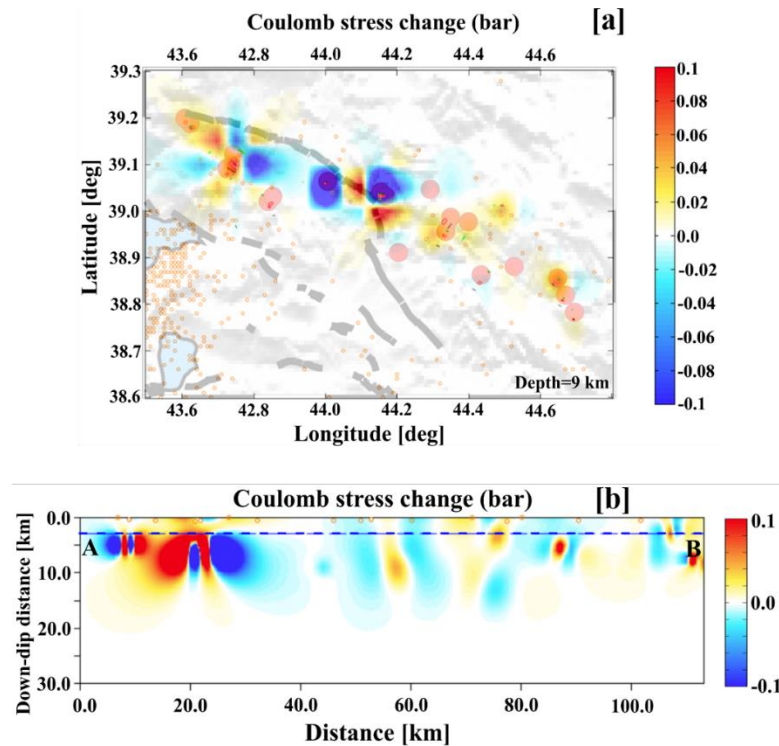 Coulomb stress change (bar) [a]
43.6 42.8 44.0 44.2 44.4 44.6
39.3
39.2
39.1
39.0
38.9
38.8
38.7
38.6
Latitude [deg]
Depth=9 km
43.6 42.8 44.0 44.2 44.4 44.6
Longitude [deg]
0.1
0.08
0.06
0.04
0.02
0.0
-0.02
-0.04
-0.06
-0.08
-0.1
Coulomb stress change (bar) [b]
0.0
10.0
20.0
30.0
Down-dip distance [km]
A B
0.0 20.0 40.0 60.0 80.0 100.0
Distance [km]
0.1
0.0
-0.1